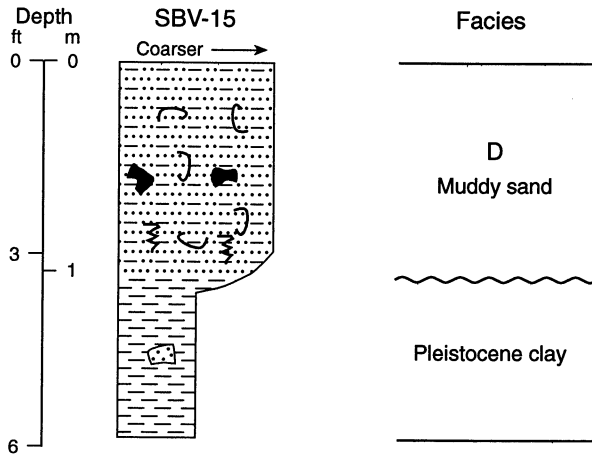 Depth
ft m
SBV-15
Coarser
Facies
0 0
D
Muddy sand
3
1
Pleistocene clay
6